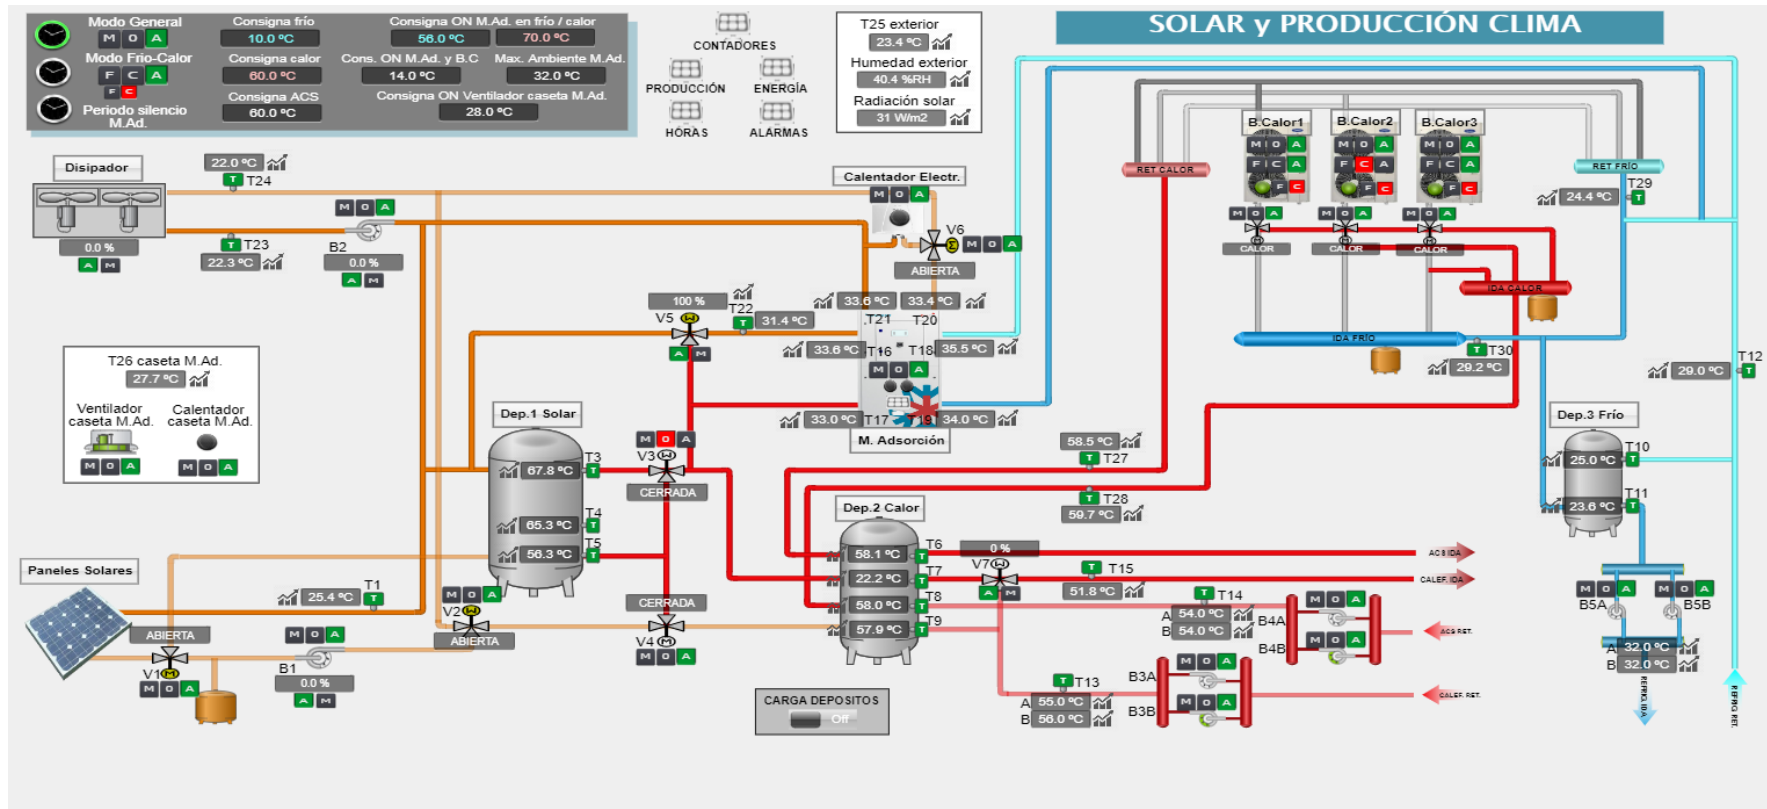 SOLAR y PRODUCCIÓN CLIMA
Modo General
M O A
Modo Frio-Calor
F C A
F C
Periodo silencio
M.Ad.
Consigna frío
10.0 ºC
Consigna calor
60.0 ºC
Consigna ACS
60.0 ºC
Consigna ON M.Ad. en frío / calor
56.0 ºC
70.0 ºC
Cons. ON M.Ad. y B.C
14.0 ºC
Max. Ambiente M.Ad.
32.0 ºC
Consigna ON Ventilador caseta M.Ad.
28.0 ºC
CONTADORES
PRODUCCIÓN
ENERGÍA
HORAS
ALARMAS
T25 exterior
23.4 ºC
Humedad exterior
40.4 %RH
Radiación solar
31 W/m2
B.Calor1
M O A
F C A
F C
M O A
CALOR
B.Calor2
M O A
F C A
F C
M O A
CALOR
B.Calor3
M O A
F C A
F C
M O A
CALOR
RET CALOR
RET FRÍO
T29
T
24.4 ºC
IDA CALOR
IDA FRÍO
T30
T
29.2 ºC
T12
T
29.0 ºC
Disipador
22.0 ºC
T
T24
0.0 %
A M
T
T23
22.3 ºC
M O A
B2
0.0 %
A M
Calentador Electr.
M O A
V6
M O A
ABIERTA
100 %
V5
A M
T22
T
31.4 ºC
33.6 ºC
33.4 ºC
T21
T20
33.6 ºC
T16
T18
35.5 ºC
M O A
33.0 ºC
T17
T19
34.0 ºC
M. Adsorción
T26 caseta M.Ad.
27.7 ºC
Ventilador
caseta M.Ad.
M O A
Calentador
caseta M.Ad.
M O A
Dep.1 Solar
67.8 ºC
T3
T
65.3 ºC
T4
T
56.3 ºC
T5
T
M O A
V3
CERRADA
CERRADA
V4
M O A
58.5 ºC
T
T27
T
T28
59.7 ºC
Dep.2 Calor
58.1 ºC
T6
T
22.2 ºC
T7
T
58.0 ºC
T8
T
57.9 ºC
T9
T
0 %
V7
A M
T
T15
51.8 ºC
ACS IDA
CALEF. IDA
T
T14
A 54.0 ºC
B 54.0 ºC
M O A
B4A
M O A
B4B
ACS RET.
T
T13
A 55.0 ºC
B 56.0 ºC
M O A
B3A
M O A
B3B
CALEF. RET.
Dep.3 Frío
25.0 ºC
T10
T
23.6 ºC
T11
T
M O A
B5A
M O A
B5B
A 32.0 ºC
B 32.0 ºC
REFRIG.IDA
REFRIG RET.
Paneles Solares
25.4 ºC
T1
T
ABIERTA
V1
M O A
M O A
B1
0.0 %
A M
M O A
V2
ABIERTA
CARGA DEPOSITOS
Off